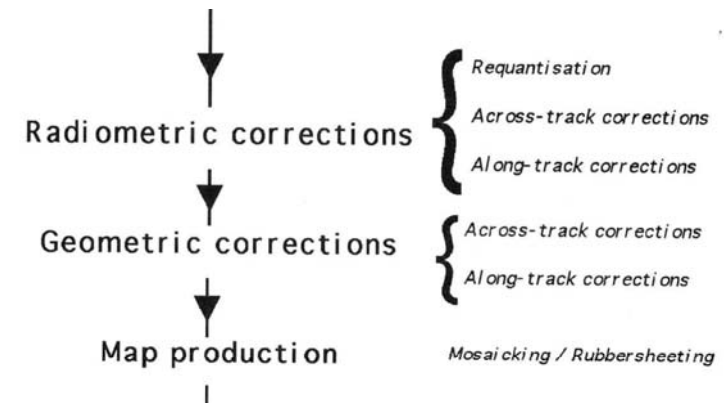 Requantisation
Radiometric corrections
Across-track corrections
Along-track corrections
Geometric corrections
Across-track corrections
Along-track corrections
Map production
Mosaicking / Rubbersheeting